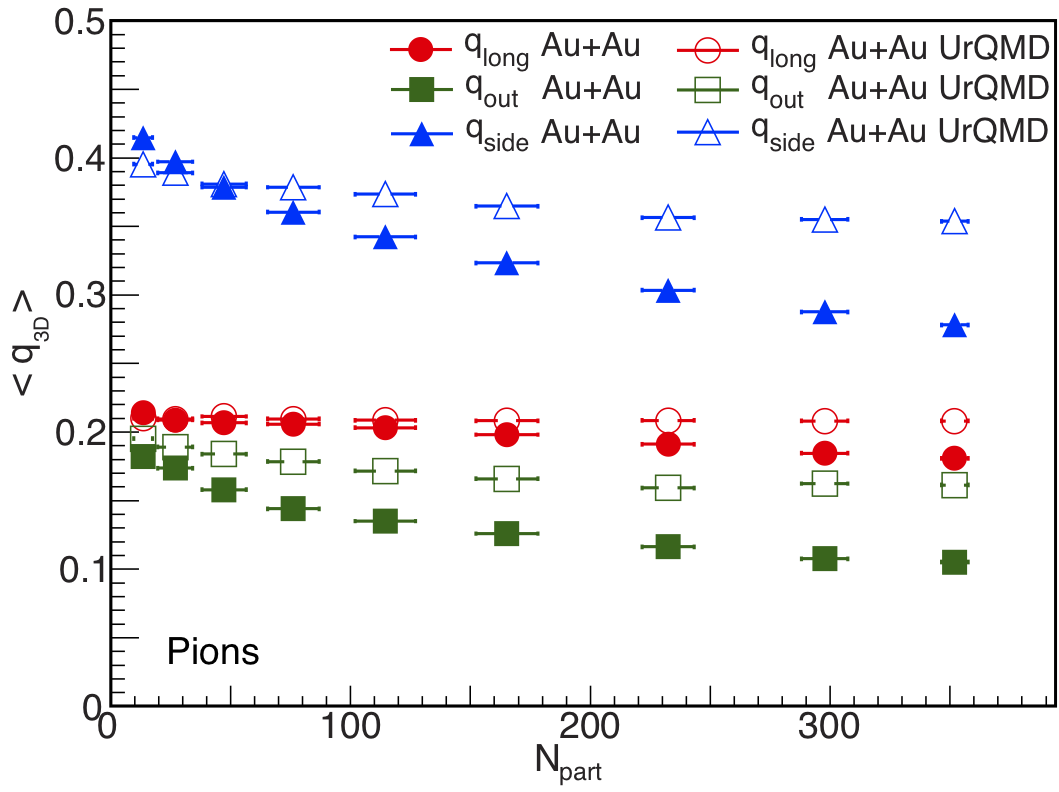 0.5
q_long Au+Au
q_long Au+Au UrQMD
q_out Au+Au
q_out Au+Au UrQMD
q_side Au+Au
q_side Au+Au UrQMD
0.4
0.3
< q_3D >
0.2
0.1
Pions
0
0 100 200 300
N_part